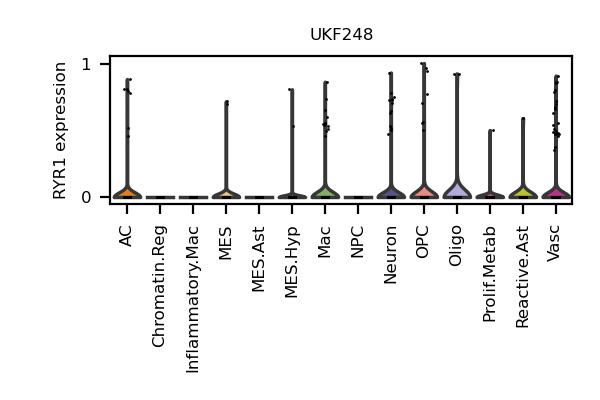 UKF248
RYR1 expression
1
0
AC
Chromatin.Reg
Inflammatory.Mac
MES
MES.Ast
MES.Hyp
Mac
NPC
Neuron
OPC
Oligo
Prolif.Metab
Reactive.Ast
Vasc